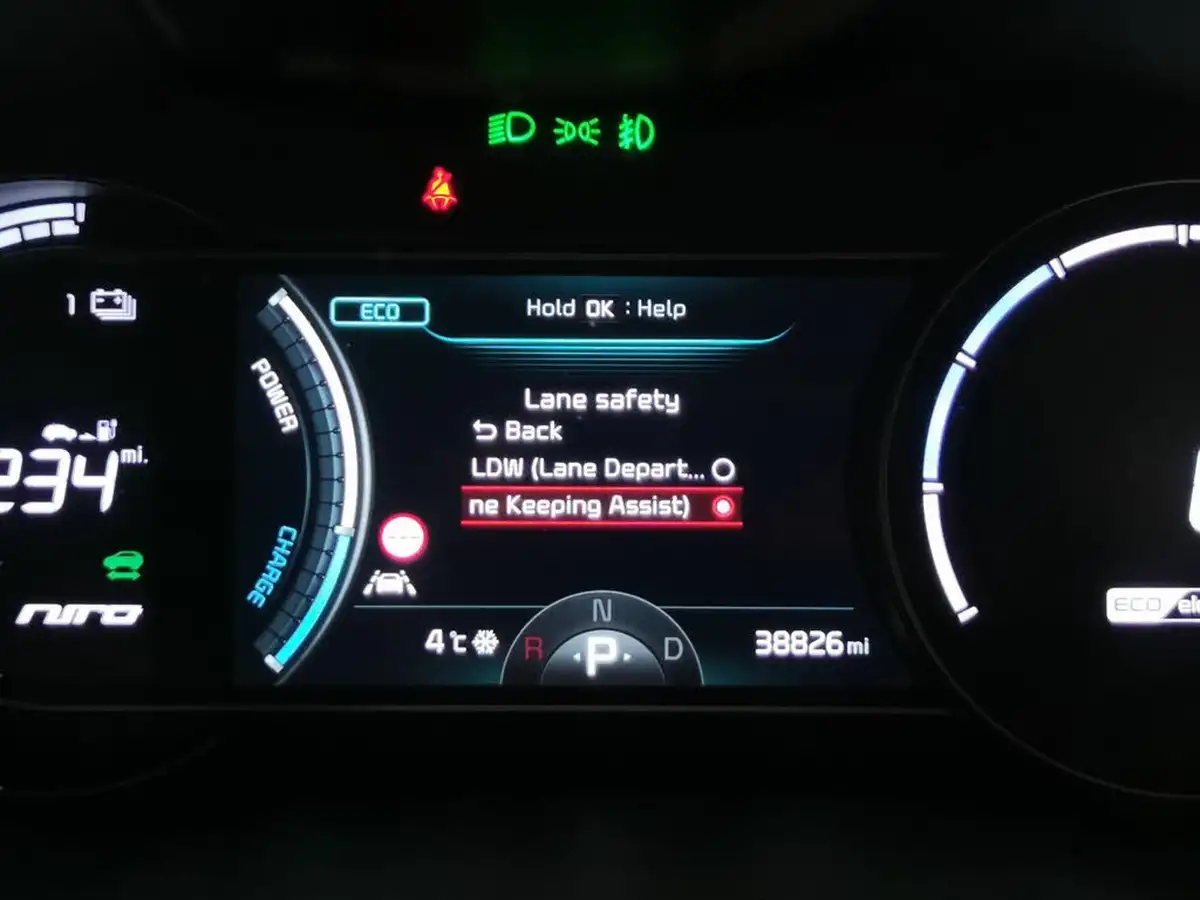 1
ECO
Hold OK : Help
POWER
Lane safety
Back
LDW (Lane Depart...
ne Keeping Assist)
234 mi.
CHARGE
niro
N
R P D
4°C
38826 mi
ECO